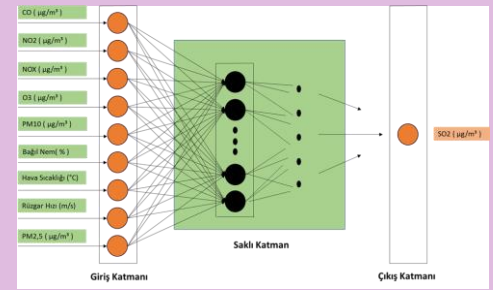 CO ( µg/m³ )
NO2 ( µg/m³ )
NOX ( µg/m³ )
O3 ( µg/m³ )
PM10 ( µg/m³ )
Bağıl Nem( % )
Hava Sıcaklığı (°C)
Rüzgar Hızı (m/s)
PM2,5 ( µg/m³ )
SO2 ( µg/m³ )
Saklı Katman
Giriş Katmanı
Çıkış Katmanı